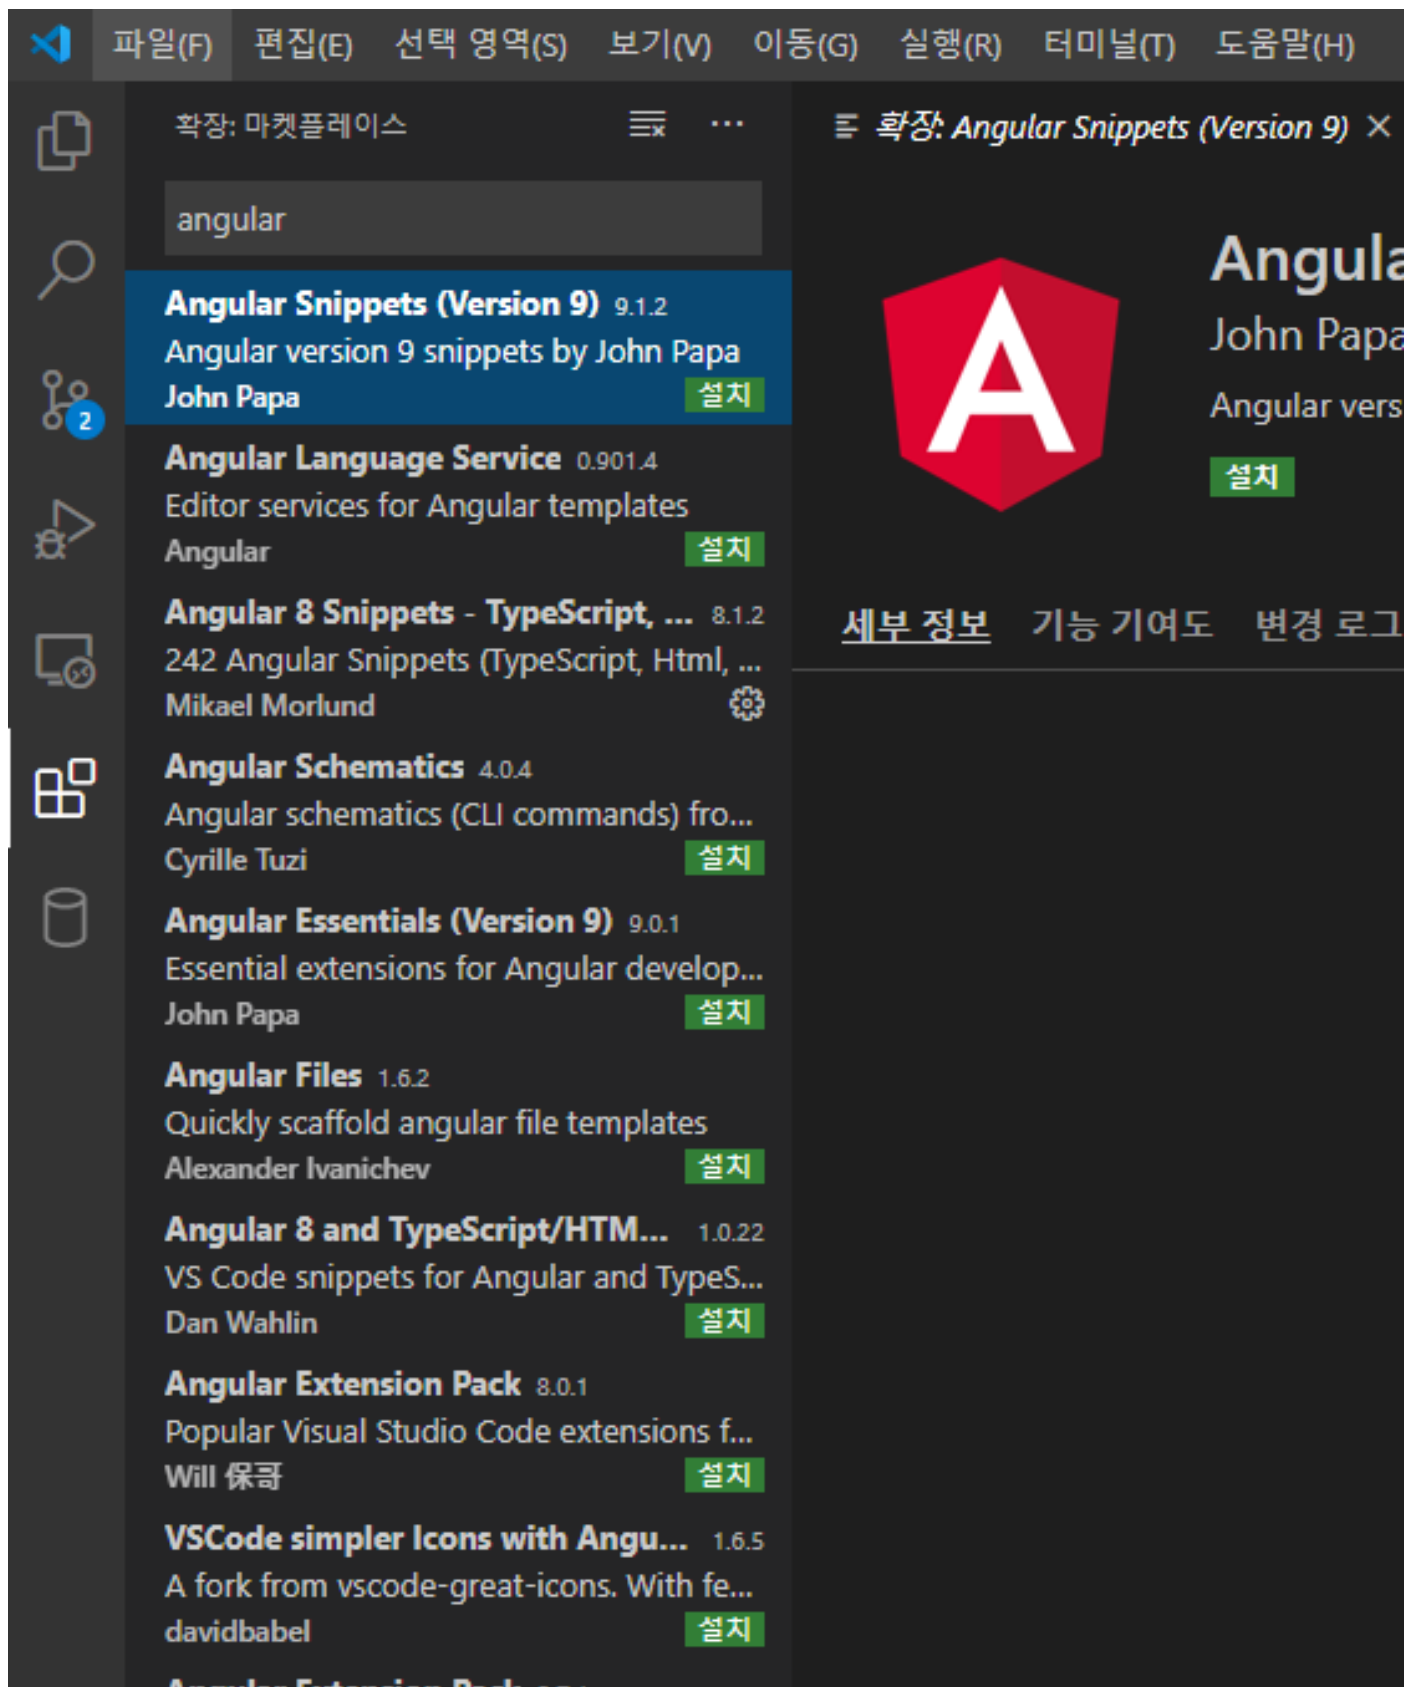 파일(F) 편집(E) 선택 영역(S) 보기(V) 이동(G) 실행(R) 터미널(T) 도움말(H)
확장: 마켓플레이스
angular
Angular Snippets (Version 9) 9.1.2
Angular version 9 snippets by John Papa
John Papa 설치
Angular Language Service 0.901.4
Editor services for Angular templates
Angular 설치
Angular 8 Snippets - TypeScript, ... 8.1.2
242 Angular Snippets (TypeScript, Html, ...
Mikael Morlund
Angular Schematics 4.0.4
Angular schematics (CLI commands) fro...
Cyrille Tuzi 설치
Angular Essentials (Version 9) 9.0.1
Essential extensions for Angular develop...
John Papa 설치
Angular Files 1.6.2
Quickly scaffold angular file templates
Alexander Ivanichev 설치
Angular 8 and TypeScript/HTM... 1.0.22
VS Code snippets for Angular and TypeS...
Dan Wahlin 설치
Angular Extension Pack 8.0.1
Popular Visual Studio Code extensions f...
Will 保哥 설치
VSCode simpler Icons with Angu... 1.6.5
A fork from vscode-great-icons. With fe...
davidbabel 설치
Angular Extension Pack
2
확장: Angular Snippets (Version 9)
A
Angula
John Papa
Angular vers
설치
세부 정보 기능 기여도 변경 로그